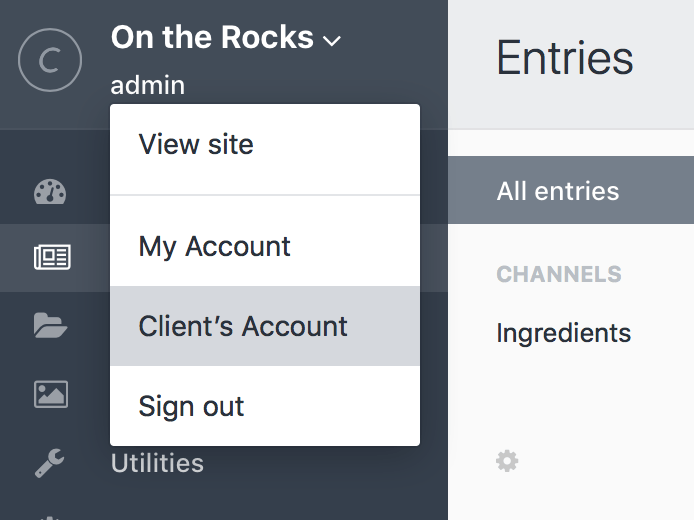 C
On the Rocks
admin
View site
My Account
Client’s Account
Sign out
Utilities
Entries
All entries
CHANNELS
Ingredients